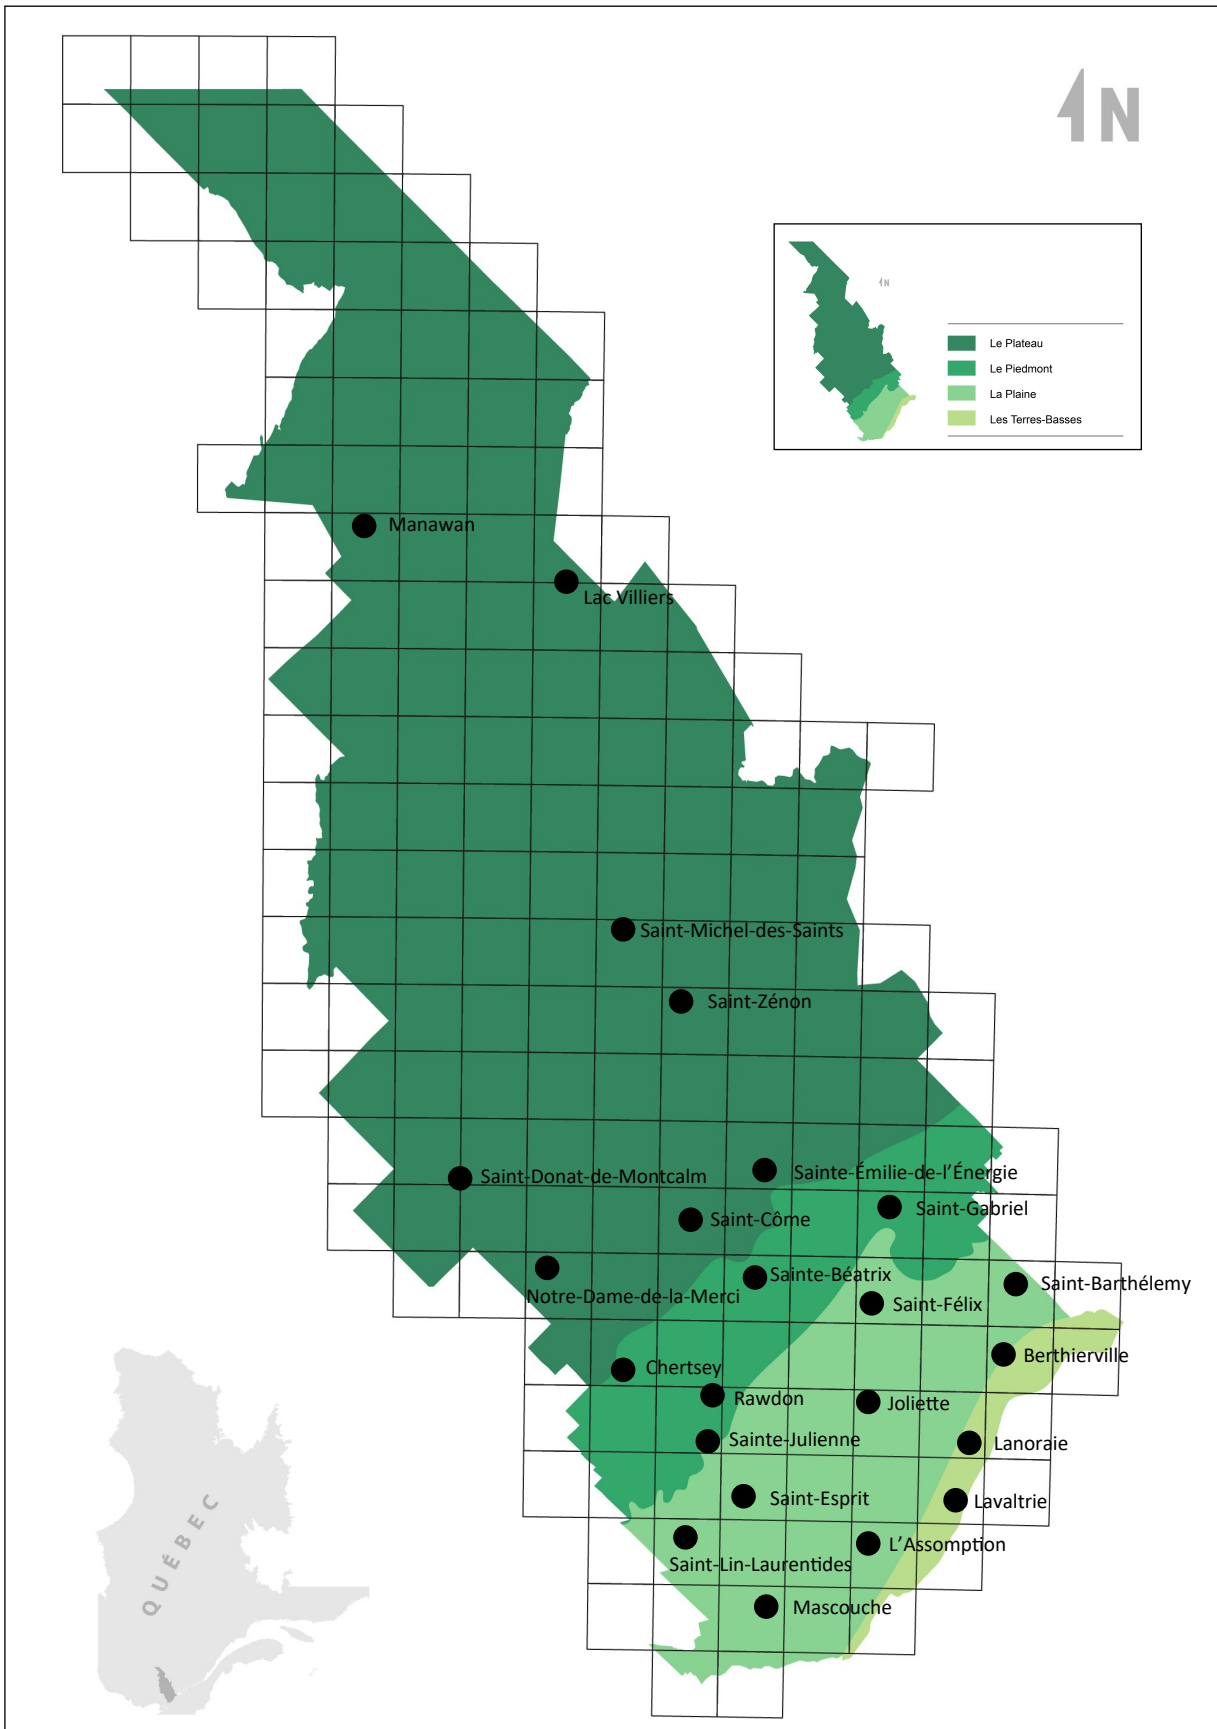 N
N
Le Plateau
Le Piedmont
La Plaine
Les Terres-Basses
Manawan
Lac Villiers
Saint-Michel-des-Saints
Saint-Zénon
Sainte-Émilie-de-l'Énergie
Saint-Donat-de-Montcalm
Saint-Gabriel
Saint-Côme
Sainte-Béatrix
Saint-Barthélemy
Notre-Dame-de-la-Merci
Saint-Félix
Berthierville
Chertsey
Rawdon
Joliette
Sainte-Julienne
Lanoraie
Saint-Esprit
Lavaltrie
L'Assomption
Saint-Lin-Laurentides
Mascouche
QUÉBEC